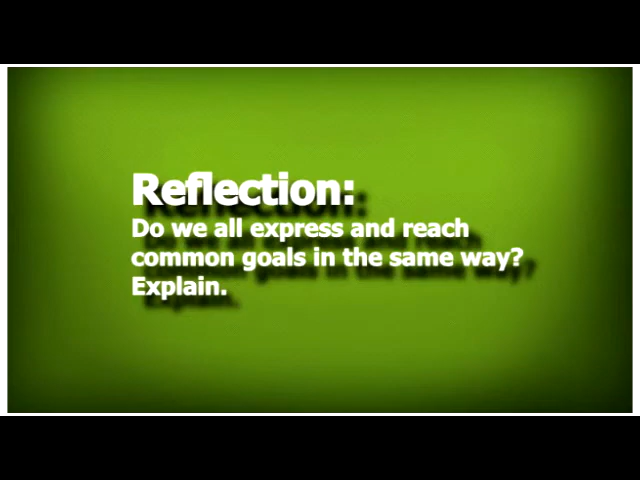 Reflection:
Do we all express and reach
common goals in the same way?
Explain.